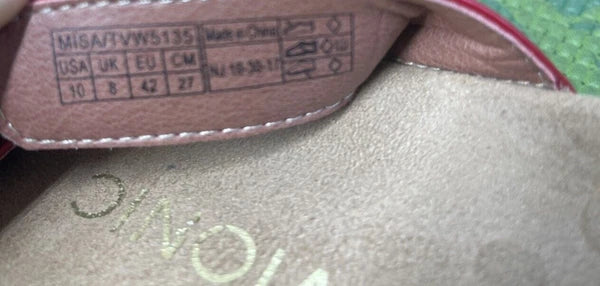 MISA/TVW5135
USA UK EU CM
10 8 42 27
Made in China
VIONIC